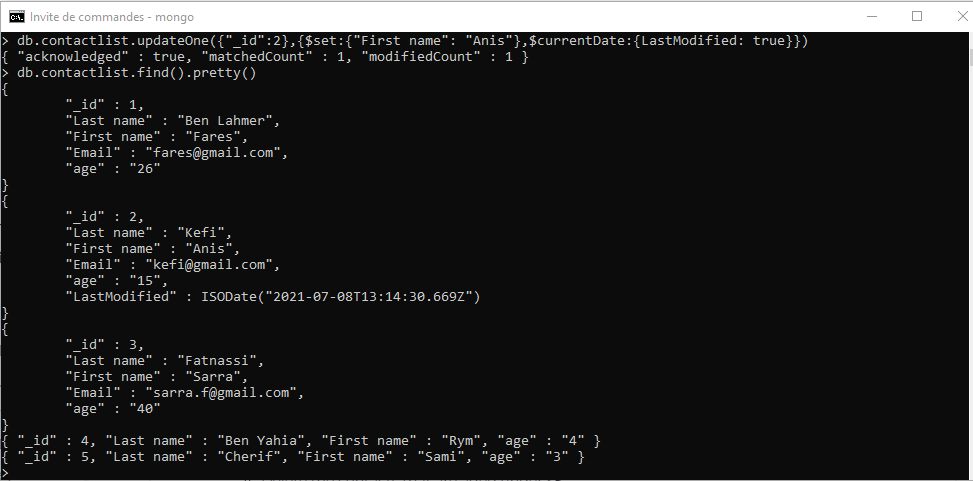 Invite de commandes - mongo
> db.contactlist.updateOne({"_id":2},{$set:{"First name": "Anis"},$currentDate:{LastModified: true}})
{ "acknowledged" : true, "matchedCount" : 1, "modifiedCount" : 1 }
> db.contactlist.find().pretty()
{
        "_id" : 1,
        "Last name" : "Ben Lahmer",
        "First name" : "Fares",
        "Email" : "fares@gmail.com",
        "age" : "26"
}
{
        "_id" : 2,
        "Last name" : "Kefi",
        "First name" : "Anis",
        "Email" : "kefi@gmail.com",
        "age" : "15",
        "LastModified" : ISODate("2021-07-08T13:14:30.669Z")
}
{
        "_id" : 3,
        "Last name" : "Fatnassi",
        "First name" : "Sarra",
        "Email" : "sarra.f@gmail.com",
        "age" : "40"
}
{ "_id" : 4, "Last name" : "Ben Yahia", "First name" : "Rym", "age" : "4" }
{ "_id" : 5, "Last name" : "Cherif", "First name" : "Sami", "age" : "3" }
>